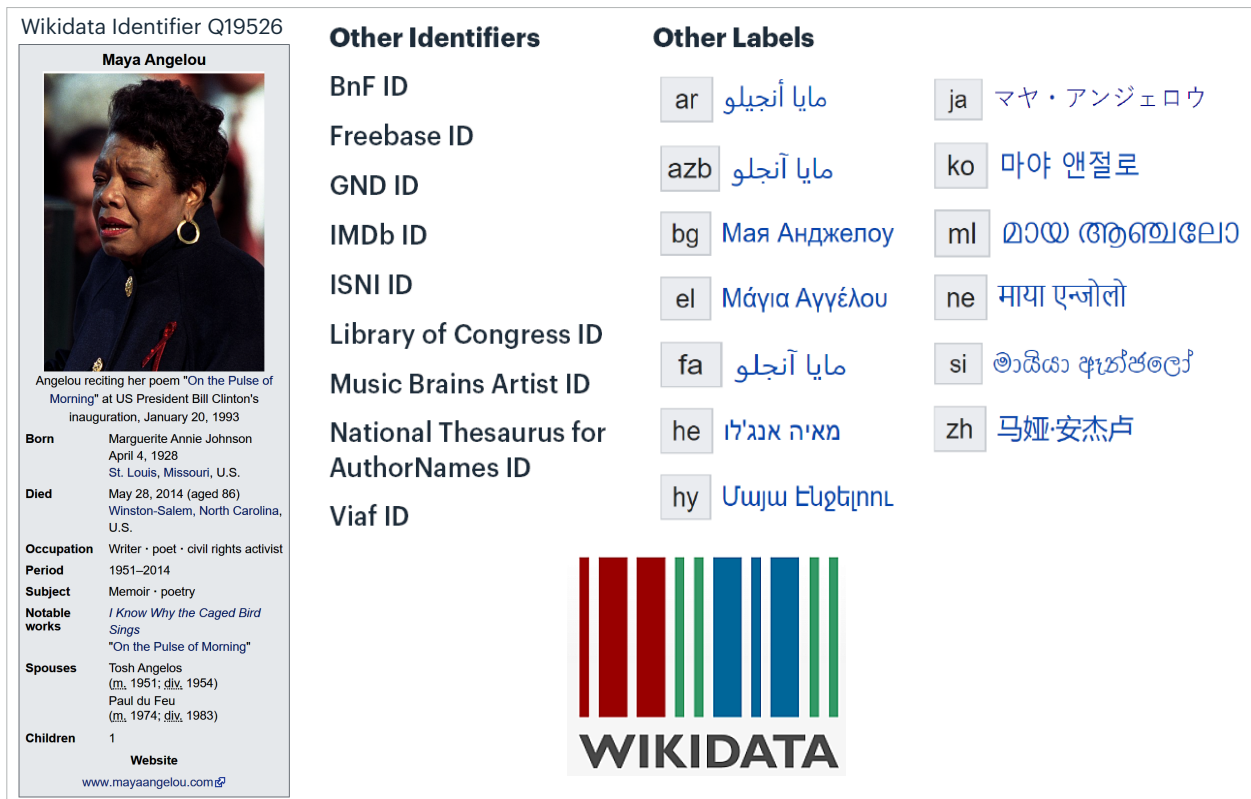 Wikidata Identifier Q19526
Maya Angelou
Angelou reciting her poem "On the Pulse of
Morning" at US President Bill Clinton's
inauguration, January 20, 1993
Born Marguerite Annie Johnson
April 4, 1928
St. Louis, Missouri, U.S.
Died May 28, 2014 (aged 86)
Winston-Salem, North Carolina,
U.S.
Occupation Writer · poet · civil rights activist
Period 1951–2014
Subject Memoir · poetry
Notable works I Know Why the Caged Bird
Sings
"On the Pulse of Morning"
Spouses Tosh Angelos
(m. 1951; div. 1954)
Paul du Feu
(m. 1974; div. 1983)
Children 1
Website
www.mayaangelou.com
Other Identifiers
BnF ID
Freebase ID
GND ID
IMDb ID
ISNI ID
Library of Congress ID
Music Brains Artist ID
National Thesaurus for
AuthorNames ID
Viaf ID
Other Labels
ar مايا أنجيلو
azb مایا آنجلو
bg Мая Анджелоу
el Μάγια Αγγέλου
fa مایا آنجلو
he מאיה אנג'לו
hy Մայա Էնջելոու
ja マヤ・アンジェロウ
ko 마야 앤절로
ml മായ ആഞ്ചലോ
ne माया एन्जोलो
si මායියා ඈන්ජලෝ
zh 马娅·安杰卢
WIKIDATA